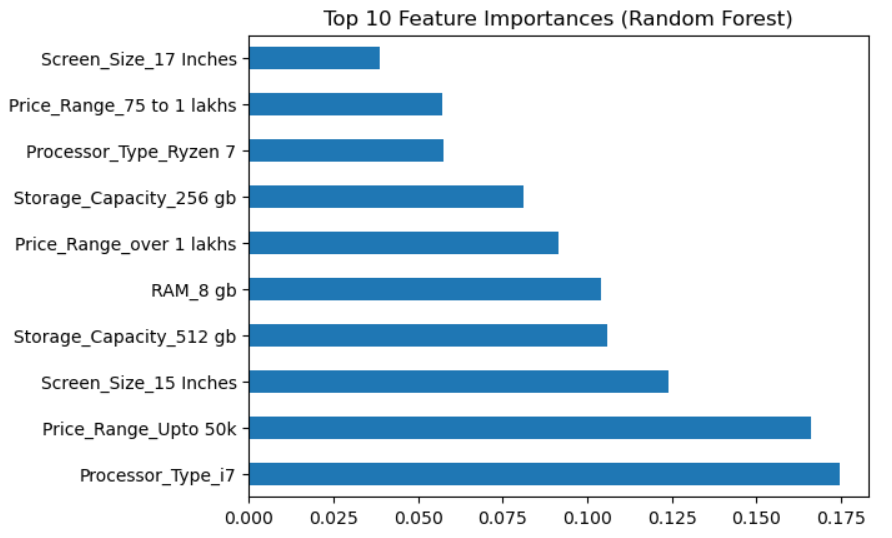 Top 10 Feature Importances (Random Forest)
Screen_Size_17 Inches
Price_Range_75 to 1 lakhs
Processor_Type_Ryzen 7
Storage_Capacity_256 gb
Price_Range_over 1 lakhs
RAM_8 gb
Storage_Capacity_512 gb
Screen_Size_15 Inches
Price_Range_Upto 50k
Processor_Type_i7
0.000 0.025 0.050 0.075 0.100 0.125 0.150 0.175